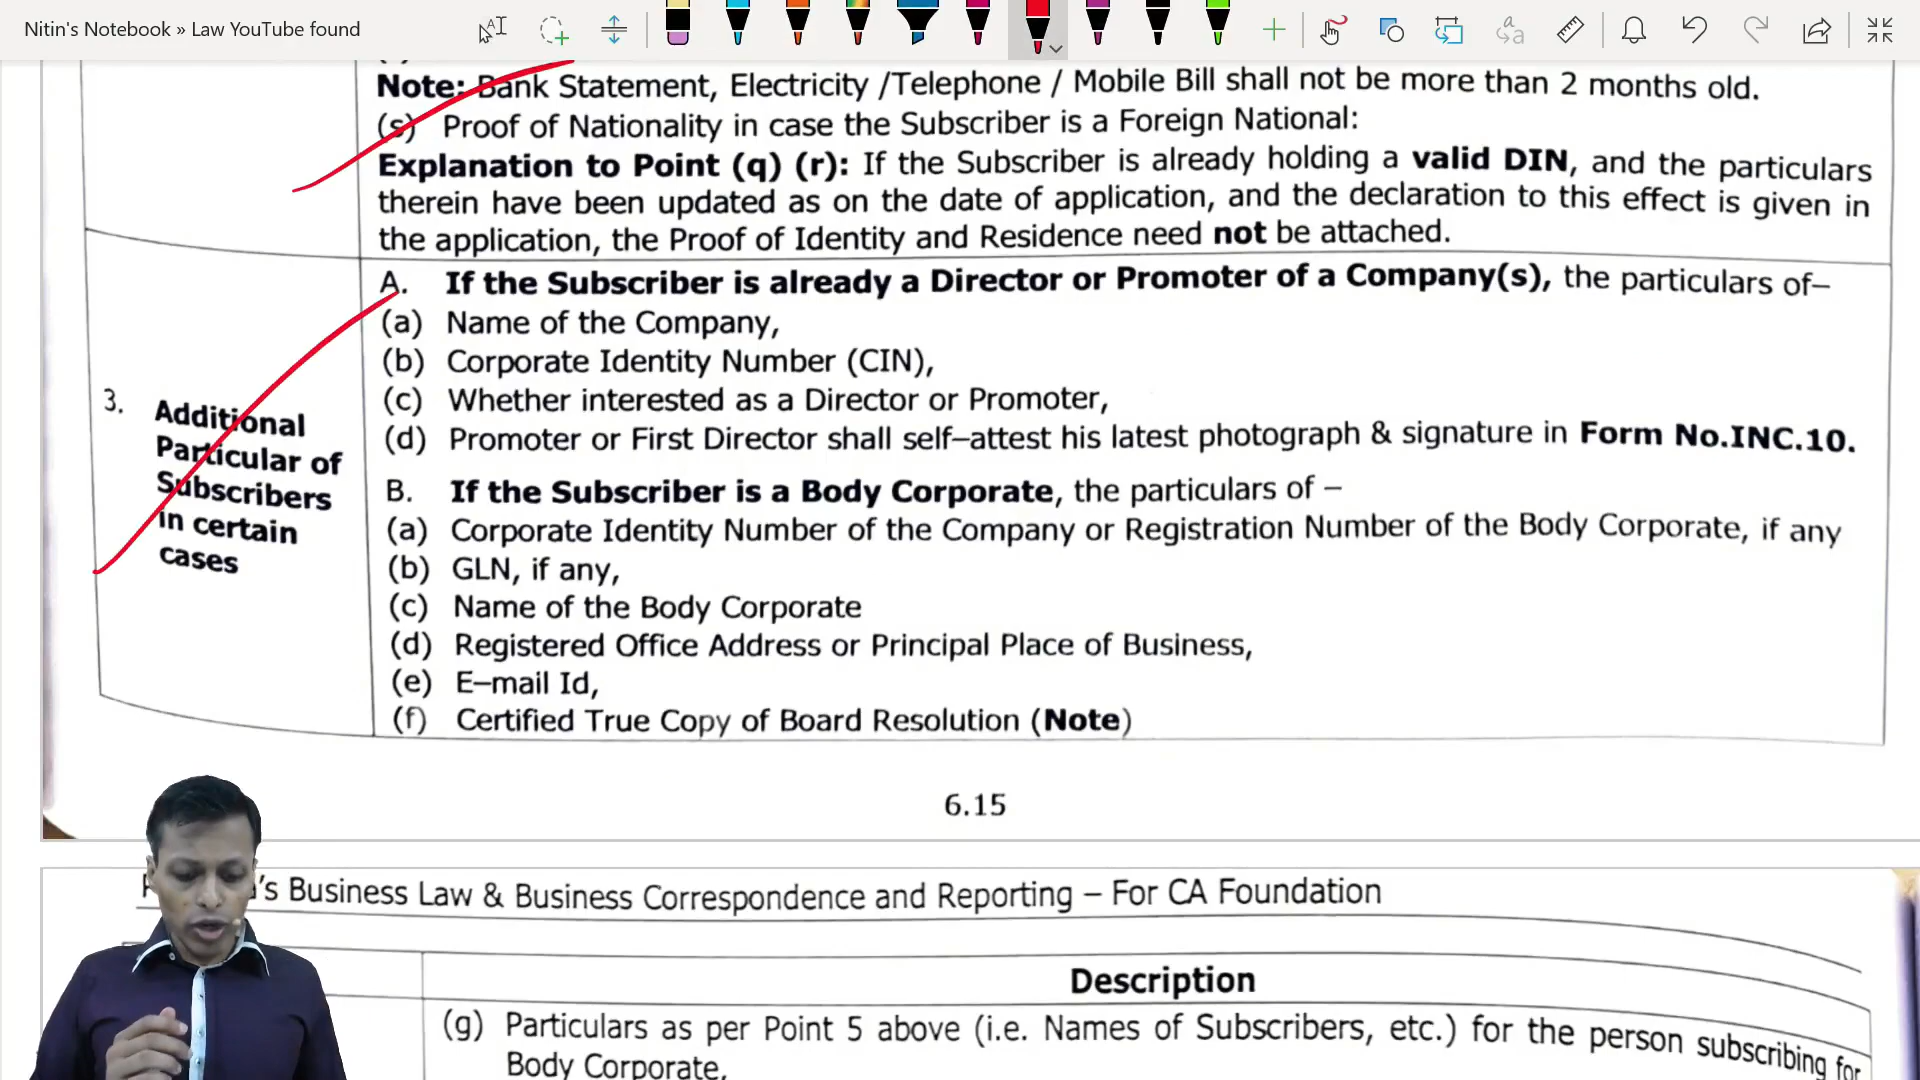 Nitin's Notebook » Law YouTube found
Note: Bank Statement, Electricity /Telephone / Mobile Bill shall not be more than 2 months old.
(s) Proof of Nationality in case the Subscriber is a Foreign National:
Explanation to Point (q) (r): If the Subscriber is already holding a valid DIN, and the particulars
therein have been updated as on the date of application, and the declaration to this effect is given in
the application, the Proof of Identity and Residence need not be attached.
3. Additional
Particular of
Subscribers
in certain
cases
A. If the Subscriber is already a Director or Promoter of a Company(s), the particulars of–
(a) Name of the Company,
(b) Corporate Identity Number (CIN),
(c) Whether interested as a Director or Promoter,
(d) Promoter or First Director shall self–attest his latest photograph & signature in Form No.INC.10.
B. If the Subscriber is a Body Corporate, the particulars of –
(a) Corporate Identity Number of the Company or Registration Number of the Body Corporate, if any
(b) GLN, if any,
(c) Name of the Body Corporate
(d) Registered Office Address or Principal Place of Business,
(e) E–mail Id,
(f) Certified True Copy of Board Resolution (Note)
6.15
's Business Law & Business Correspondence and Reporting – For CA Foundation
Description
(g) Particulars as per Point 5 above (i.e. Names of Subscribers, etc.) for the person subscribing for
Body Corporate,